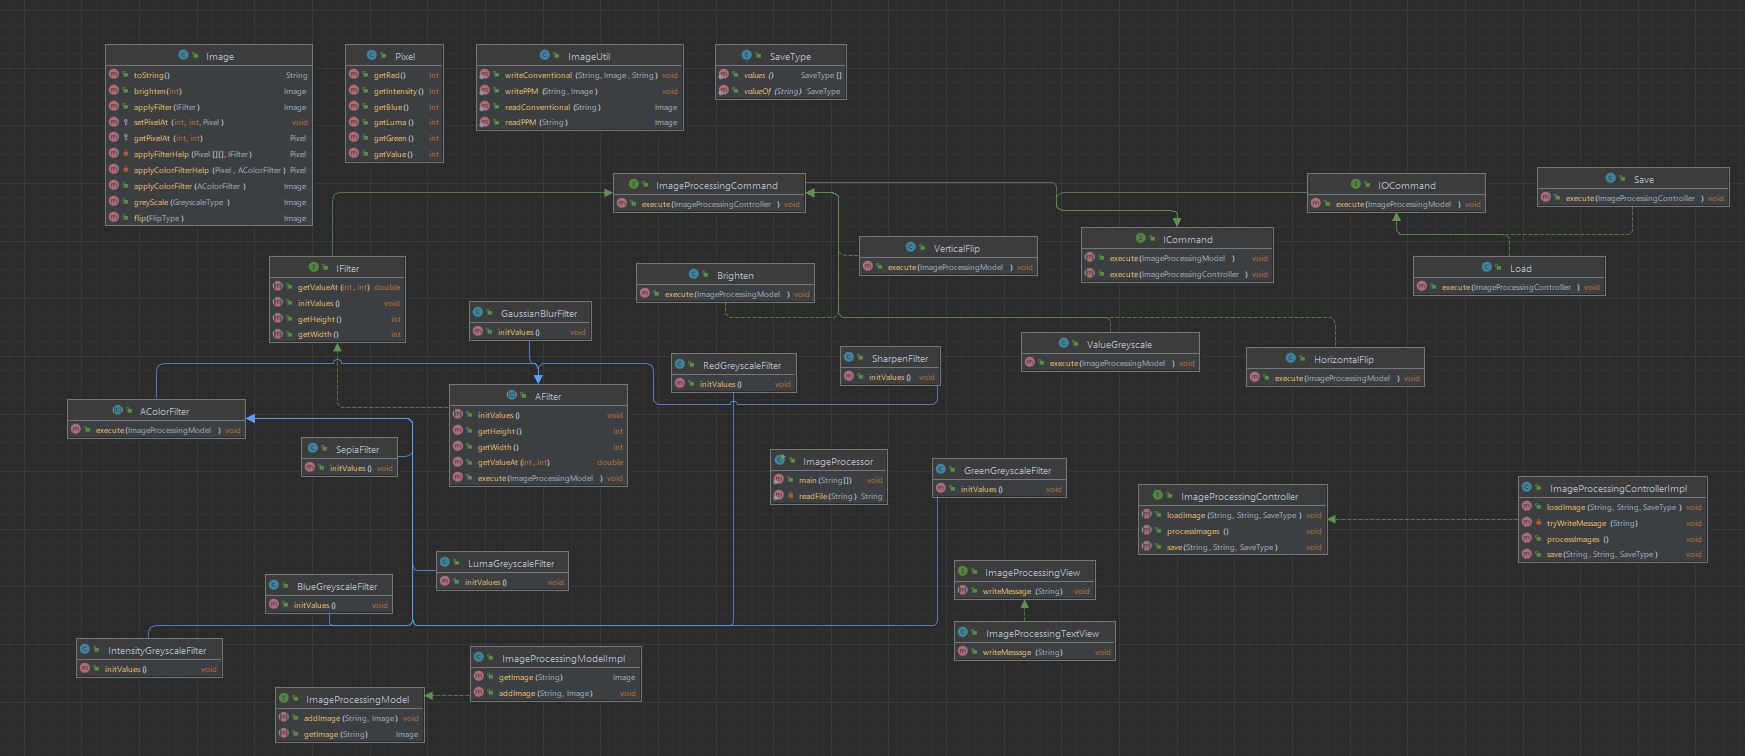 Image
toString() String
brighten(int) Image
applyFilter(IFilter) Image
setPixelAt (int, int, Pixel ) void
getPixelAt (int, int) Pixel
applyFilterHelp (Pixel [][], IFilter) Pixel
applyColorFilterHelp (Pixel , AColorFilter ) Pixel
applyColorFilter (AColorFilter ) Image
greyScale (GreyscaleType ) Image
flip(FlipType ) Image
Pixel
getRed() int
getIntensity () int
getBlue() int
getLuma () int
getGreen () int
getValue() int
ImageUtil
writeConventional (String, Image , String) void
writePPM (String, Image ) void
readConventional (String) Image
readPPM (String) Image
SaveType
values () SaveType []
valueOf (String) SaveType
ImageProcessingCommand
execute(ImageProcessingController ) void
IOCommand
execute(ImageProcessingModel ) void
Save
execute(ImageProcessingController ) void
VerticalFlip
execute(ImageProcessingModel ) void
ICommand
execute(ImageProcessingModel ) void
execute(ImageProcessingController ) void
Load
execute(ImageProcessingController ) void
IFilter
getValueAt (int, int) double
initValues () void
getHeight() int
getWidth() int
Brighten
execute(ImageProcessingModel ) void
GaussianBlurFilter
initValues () void
ValueGreyscale
execute(ImageProcessingModel ) void
HorizontalFlip
execute(ImageProcessingModel ) void
RedGreyscaleFilter
initValues () void
SharpenFilter
initValues () void
AColorFilter
execute(ImageProcessingModel ) void
AFilter
initValues () void
getHeight() int
getWidth () int
getValueAt (int, int) double
execute(ImageProcessingModel ) void
SepiaFilter
initValues () void
ImageProcessor
main(String[]) void
readFile(String) String
GreenGreyscaleFilter
initValues () void
ImageProcessingController
loadImage (String, String, SaveType ) void
processImages () void
save(String, String, SaveType ) void
ImageProcessingControllerImpl
loadImage (String, String, SaveType ) void
tryWriteMessage (String) void
processImages () void
save(String, String, SaveType ) void
LumaGreyscaleFilter
initValues () void
BlueGreyscaleFilter
initValues () void
ImageProcessingView
writeMessage (String) void
ImageProcessingTextView
writeMessage (String) void
IntensityGreyscaleFilter
initValues () void
ImageProcessingModelImpl
getImage (String) Image
addImage (String, Image) void
ImageProcessingModel
addImage (String, Image) void
getImage (String) Image